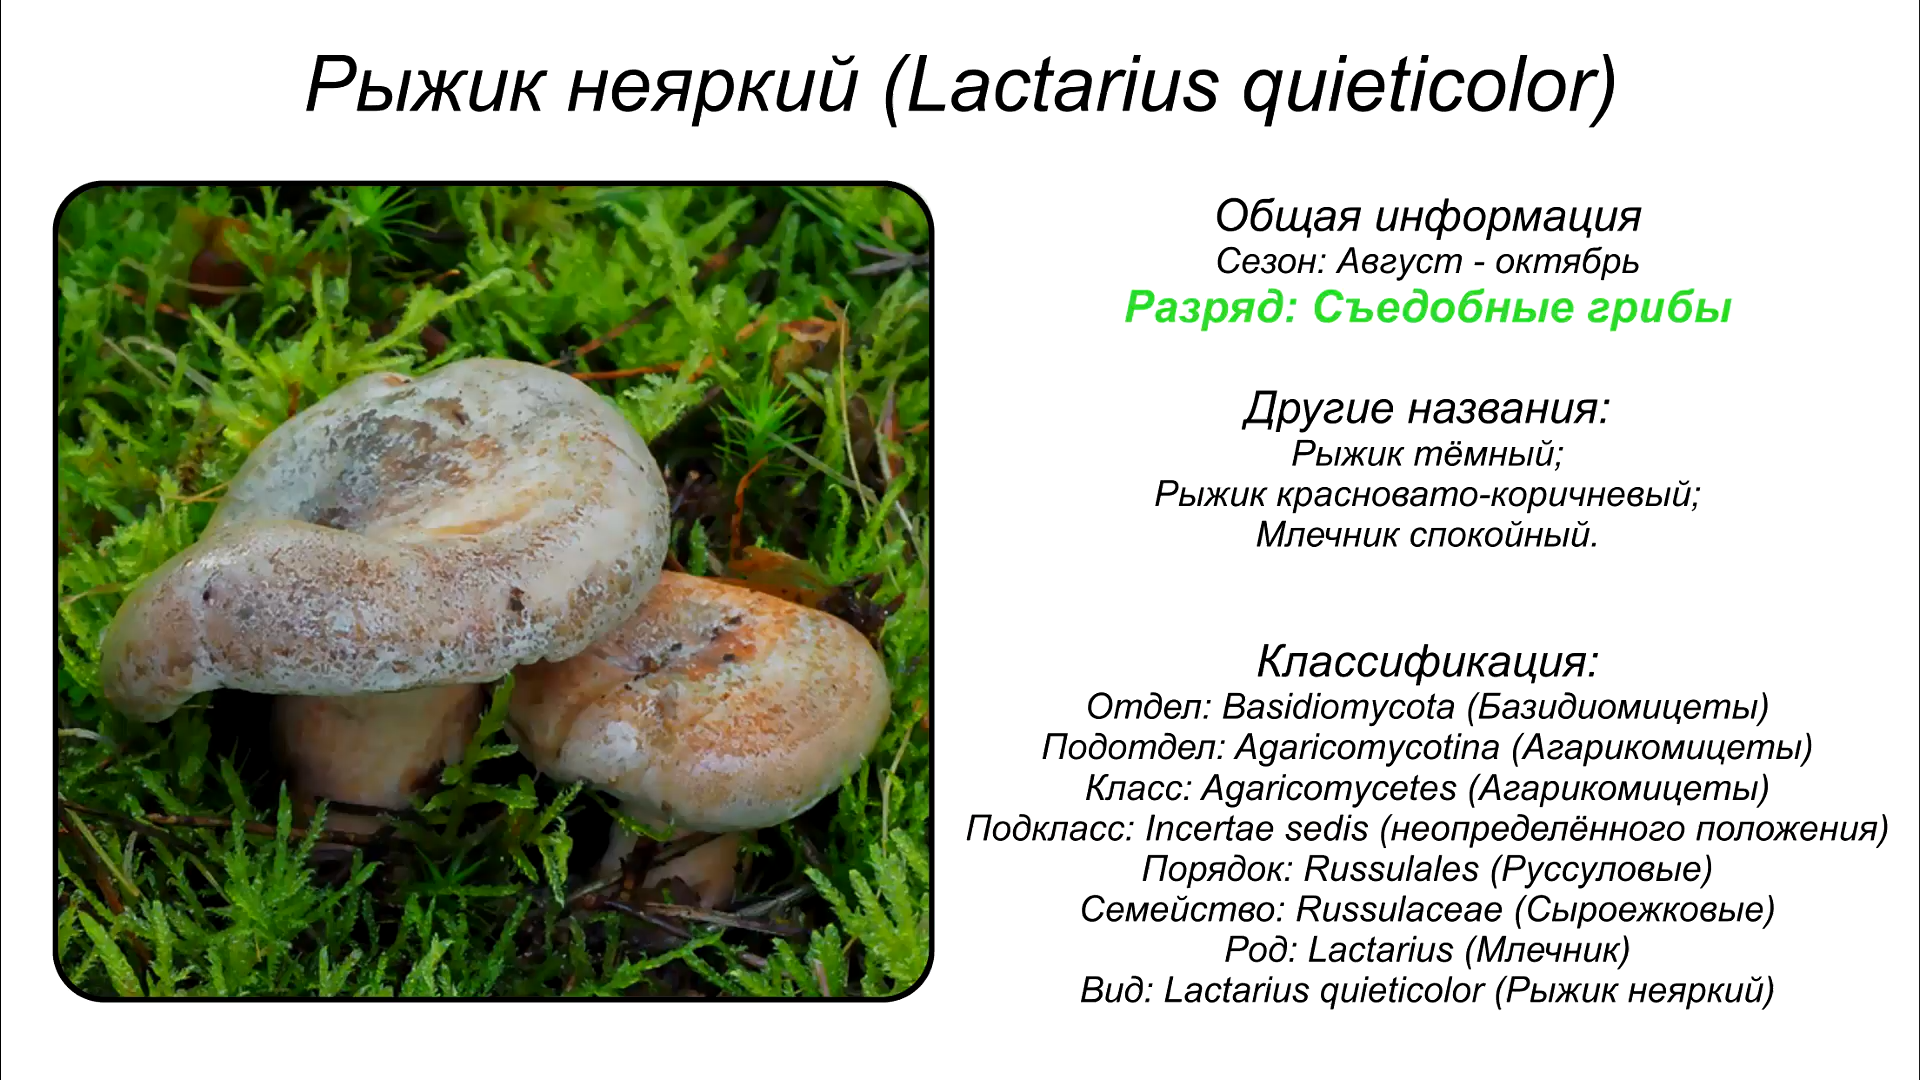 Рыжик неяркий (Lactarius quieticolor)
Общая информация
Сезон: Август - октябрь
Разряд: Съедобные грибы
Другие названия:
Рыжик тёмный;
Рыжик красновато-коричневый;
Млечник спокойный.
Классификация:
Отдел: Basidiomycota (Базидиомицеты)
Подотдел: Agaricomycotina (Агарикомицеты)
Класс: Agaricomycetes (Агарикомицеты)
Подкласс: Incertae sedis (неопределённого положения)
Порядок: Russulales (Руссуловые)
Семейство: Russulaceae (Сыроежковые)
Род: Lactarius (Млечник)
Вид: Lactarius quieticolor (Рыжик неяркий)